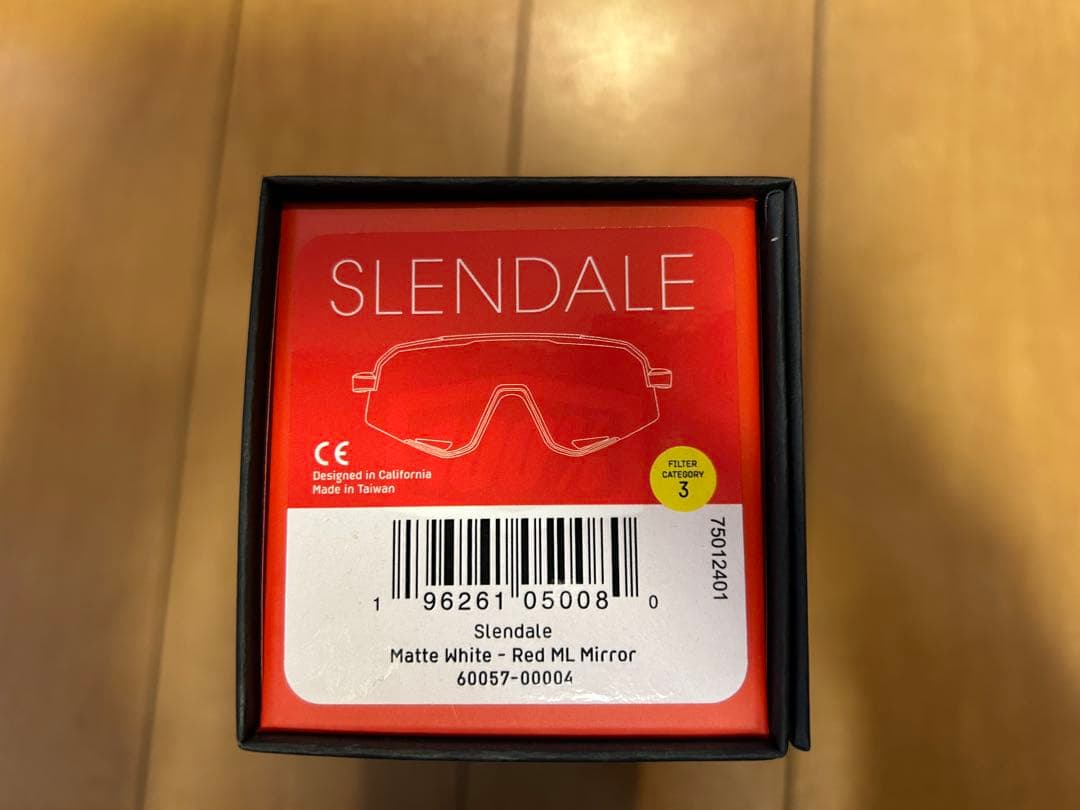 SLENDALE
CE
Designed in California
Made in Taiwan
FILTER
CATEGORY
3
75012401
1 96261 05008 0
Slendale
Matte White - Red ML Mirror
60057-00004